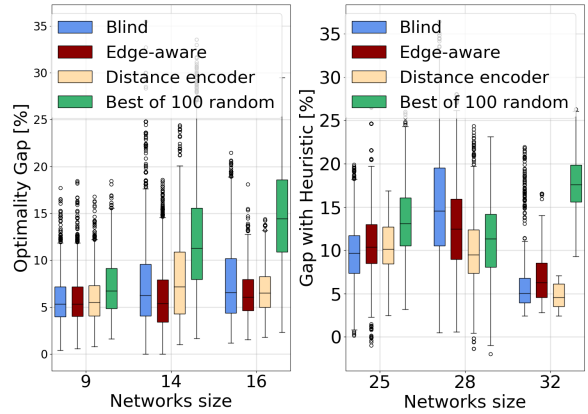 Optimality Gap [%]
35
30
25
20
15
10
5
0
Blind
Edge-aware
Distance encoder
Best of 100 random
9 14 16
Networks size
Gap with Heuristic [%]
35
30
25
20
15
10
5
0
Blind
Edge-aware
Distance encoder
Best of 100 random
25 28 32
Networks size